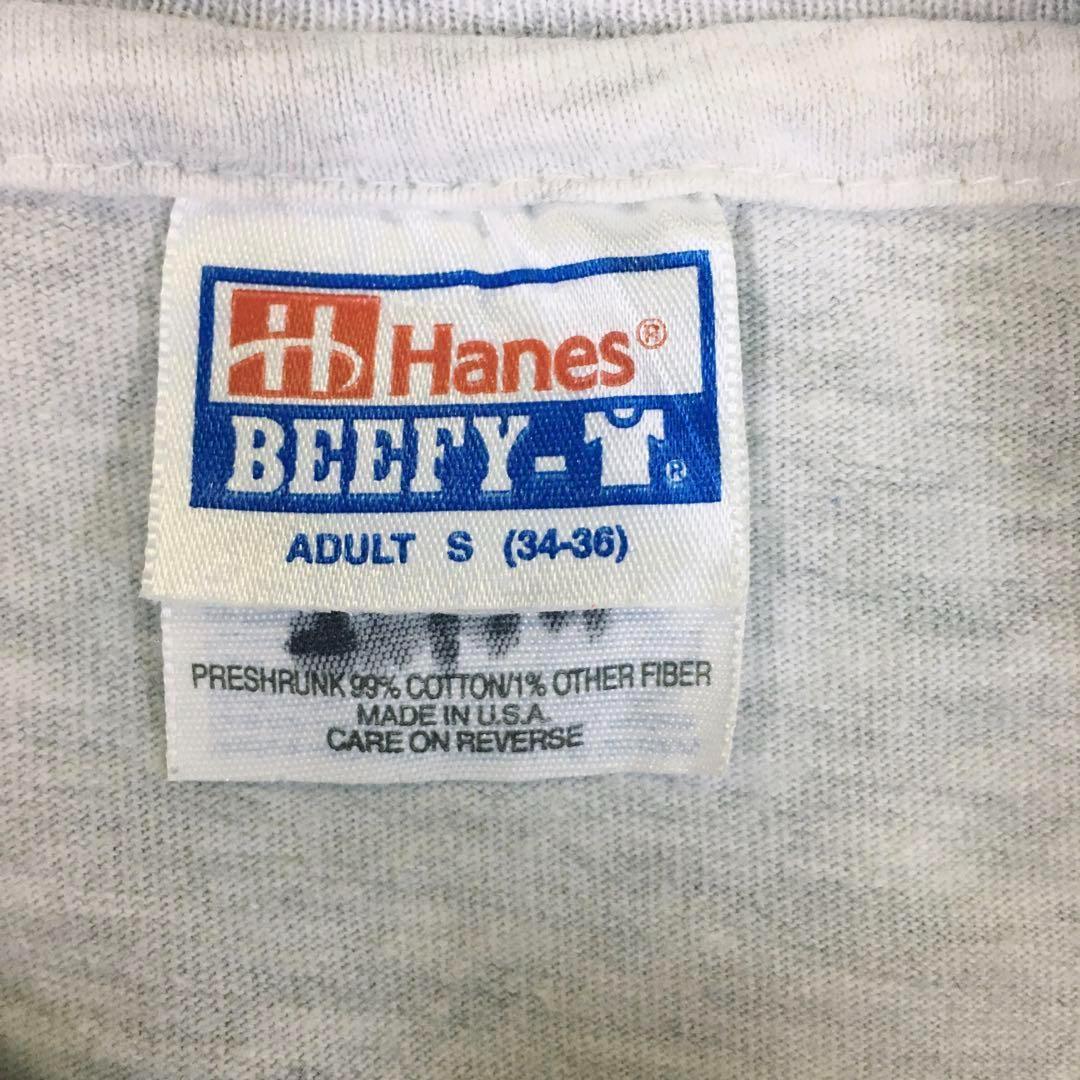 H Hanes®
BEEFY-T®
ADULT S (34-36)
PRESHRUNK 99% COTTON/1% OTHER FIBER
MADE IN U.S.A.
CARE ON REVERSE